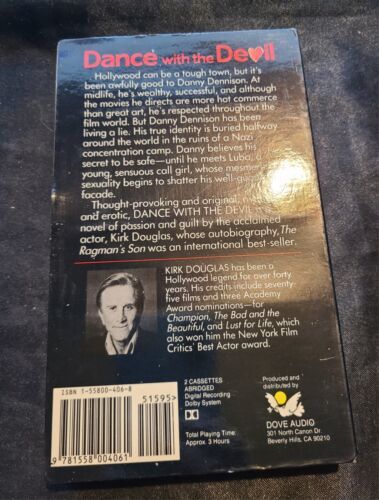 Dance with the Devil
Hollywood can be a tough town, but it's
been awfully good to Danny Dennison. At
midlife, he's wealthy, successful, and although
the movies he directs are more hot commerce
than great art, he's respected throughout the
film world. But Danny Dennison has been
living a lie. His true identity is buried halfway
around the world in the ruins of a Nazi
concentration camp. Danny believes his
secret to be safe—until he meets Luba, a
young, sensuous call girl, whose mesmer
sexuality begins to shatter his well-gu
facade.
Thought-provoking and original,
and erotic, DANCE WITH THE DEVIL
novel of passion and guilt by the acclaimed
actor, Kirk Douglas, whose autobiography, The
Ragman's Son was an international best-seller.
KIRK DOUGLAS has been a
Hollywood legend for over forty
years. His credits include seventy
five films and three Academy
Award nominations—for
Champion, The Bad and the
Beautiful, and Lust for Life, which
also won him the New York Film
Critics' Best Actor award.
ISBN 1-55800-406-8
51595>
9 781558 004061
2 CASSETTES
ABRIDGED
Digital Recording
Dolby System
Total Playing Time:
Approx. 3 Hours
Produced and
distributed by
DOVE AUDIO
301 North Canon Dr.
Beverly Hills, CA 90210